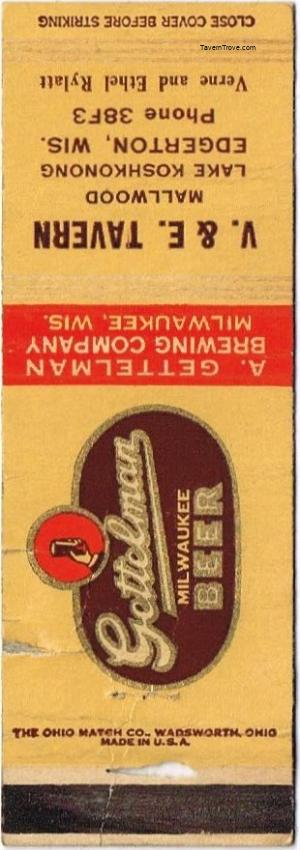 CLOSE COVER BEFORE STRIKING
TavernTrove.com
V. & E. TAVERN
MALLWOOD
LAKE KOSHKONONG
EDGERTON, WIS.
Phone 38F3
Verne and Ethel Rylatt
A. GETTELMAN
BREWING COMPANY
MILWAUKEE, WIS.
Gettelman
MILWAUKEE
BEER
THE OHIO MATCH CO., WADSWORTH, OHIO
MADE IN U.S.A.